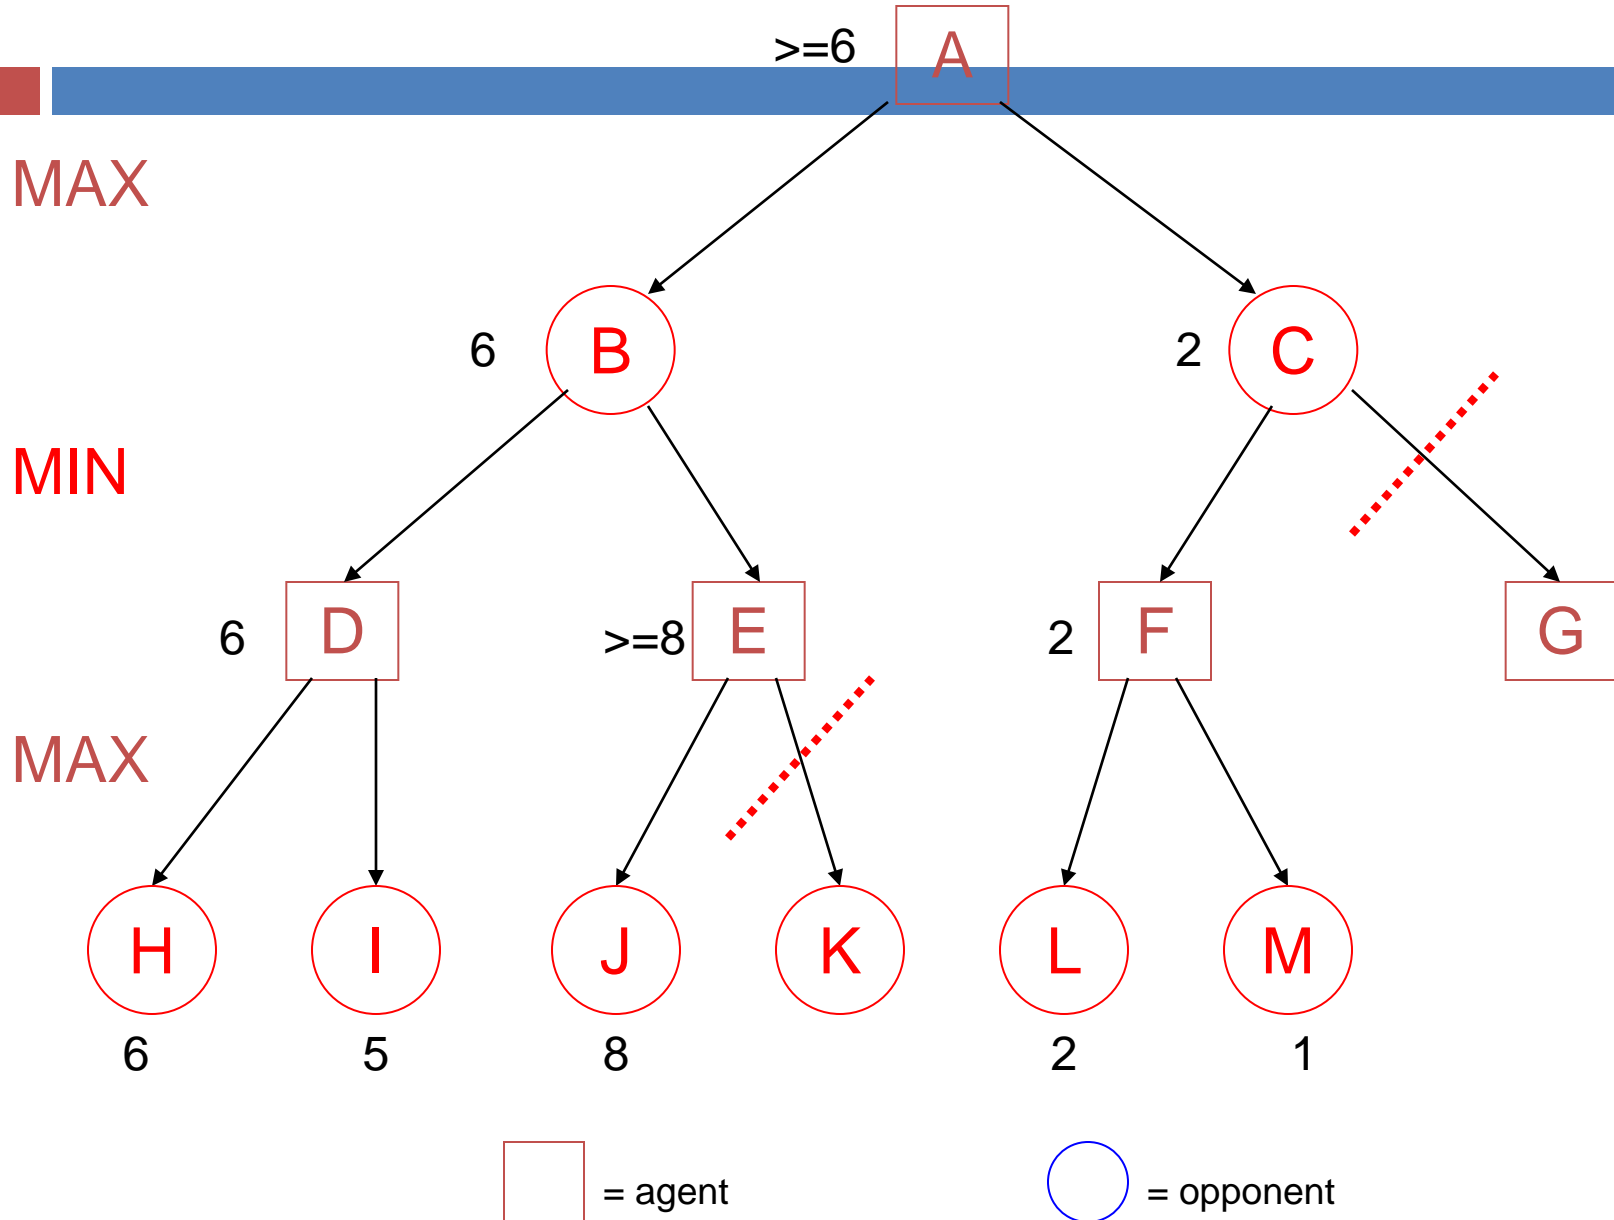 >=6 A
MAX
6 B 2 C
MIN
6 D >=8 E 2 F G
MAX
H I J K L M
6 5 8 2 1
= agent = opponent